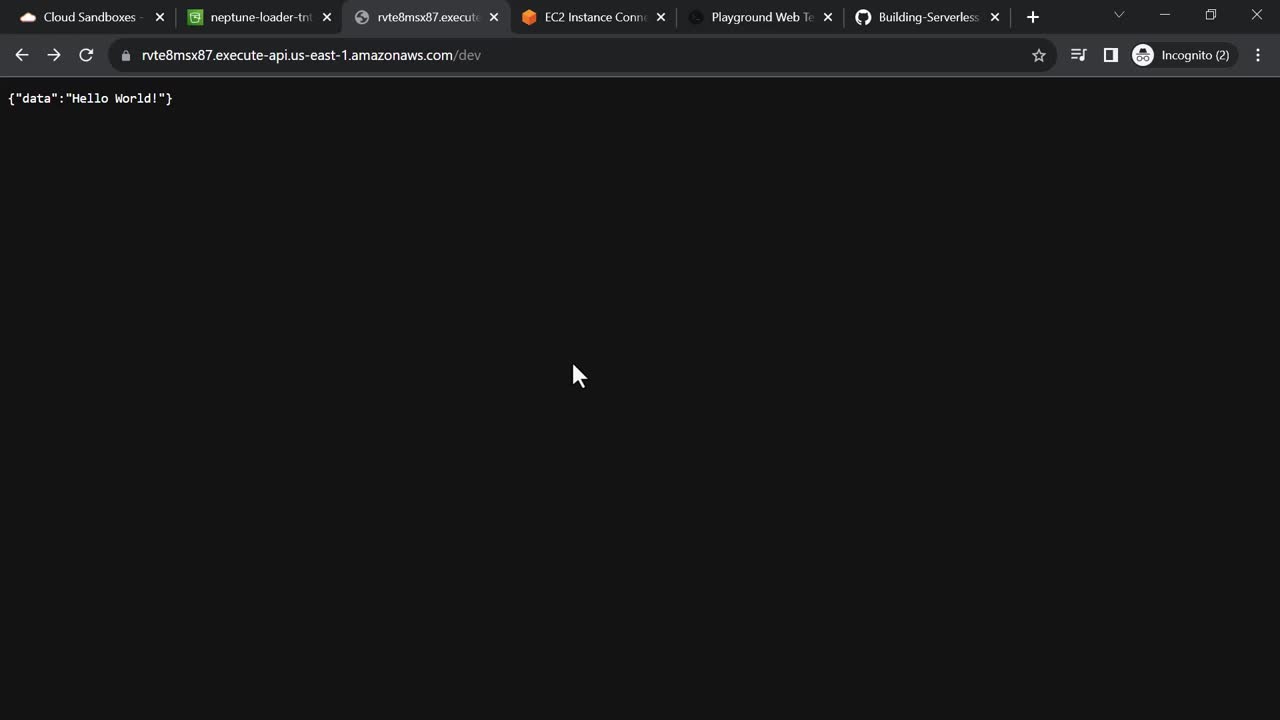 Cloud Sandboxes -
neptune-loader-tnt
rvte8msx87.execute
EC2 Instance Conne
Playground Web Te
Building-Serverless
rvte8msx87.execute-api.us-east-1.amazonaws.com/dev
Incognito (2)
{"data":"Hello World!"}